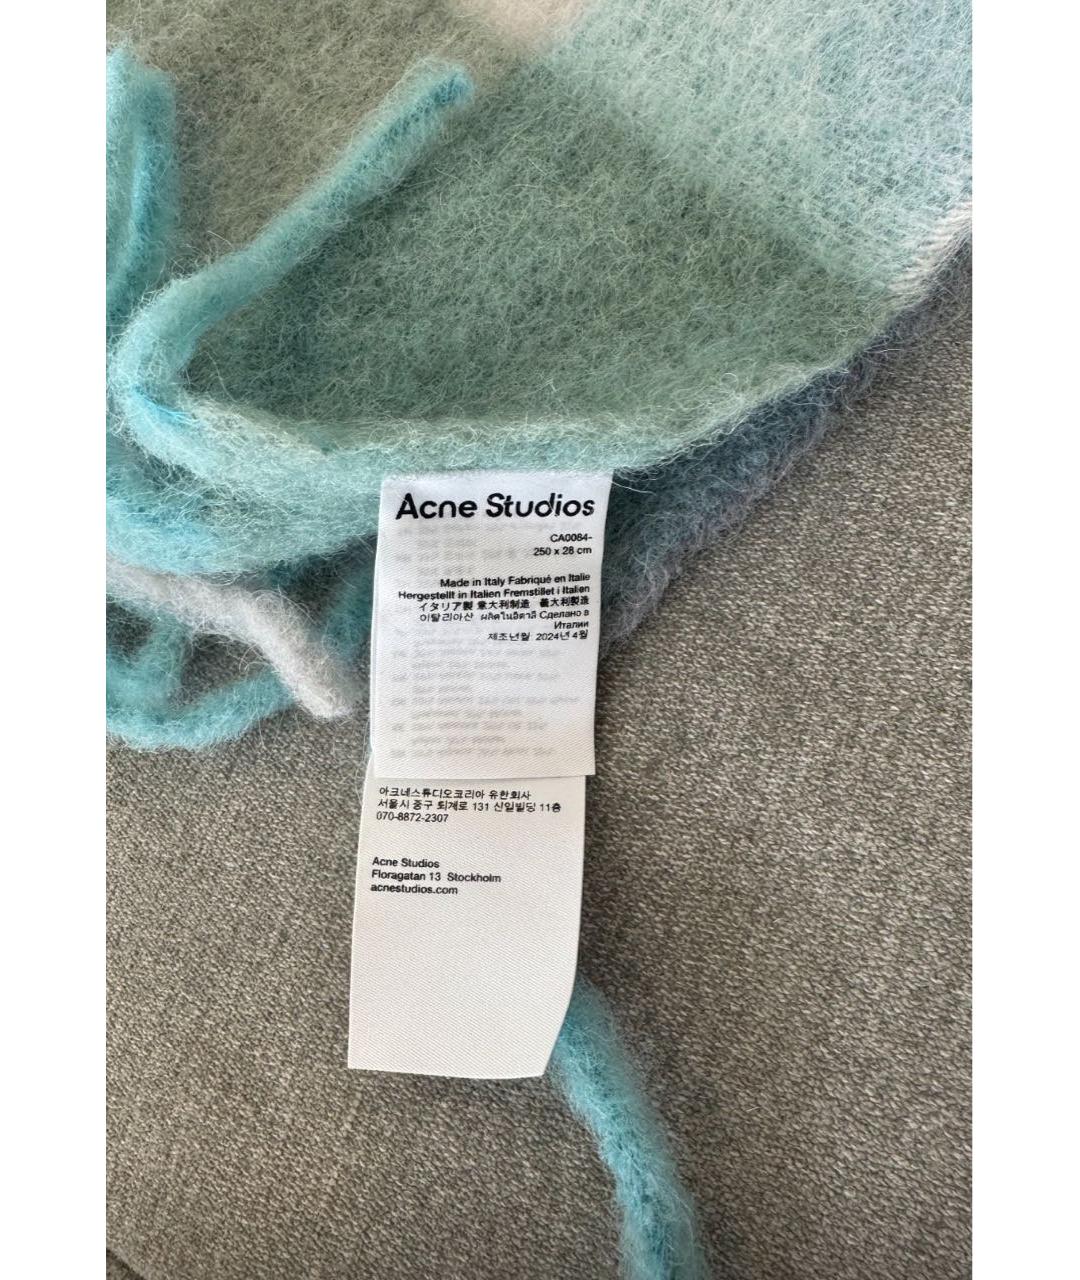 Acne Studios
CA0084-
250 x 28 cm
Made in Italy Fabriqué en Italie
Hergestellt in Italien Fremstillet i Italien
イタリア製 意大利制造 義大利製造
이탈리아산 ผลิตในอิตาลี Сделано в
Италии
제조년월: 2024년 4월
아크네스튜디오코리아 유한회사
서울시 중구 퇴계로 131 신일빌딩 11층
070-8872-2307
Acne Studios
Floragatan 13 Stockholm
acnestudios.com